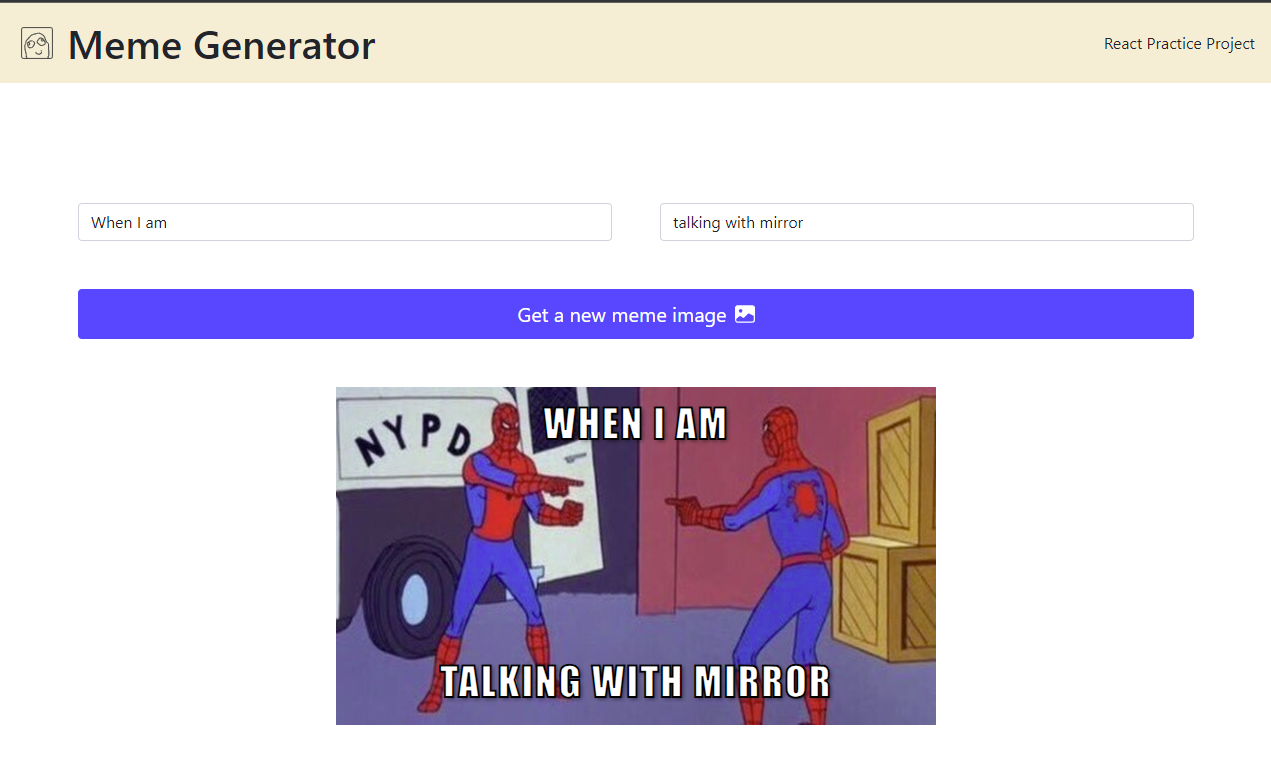 Meme Generator
React Practice Project
When I am
talking with mirror
Get a new meme image
NYPD
WHEN I AM
TALKING WITH MIRROR